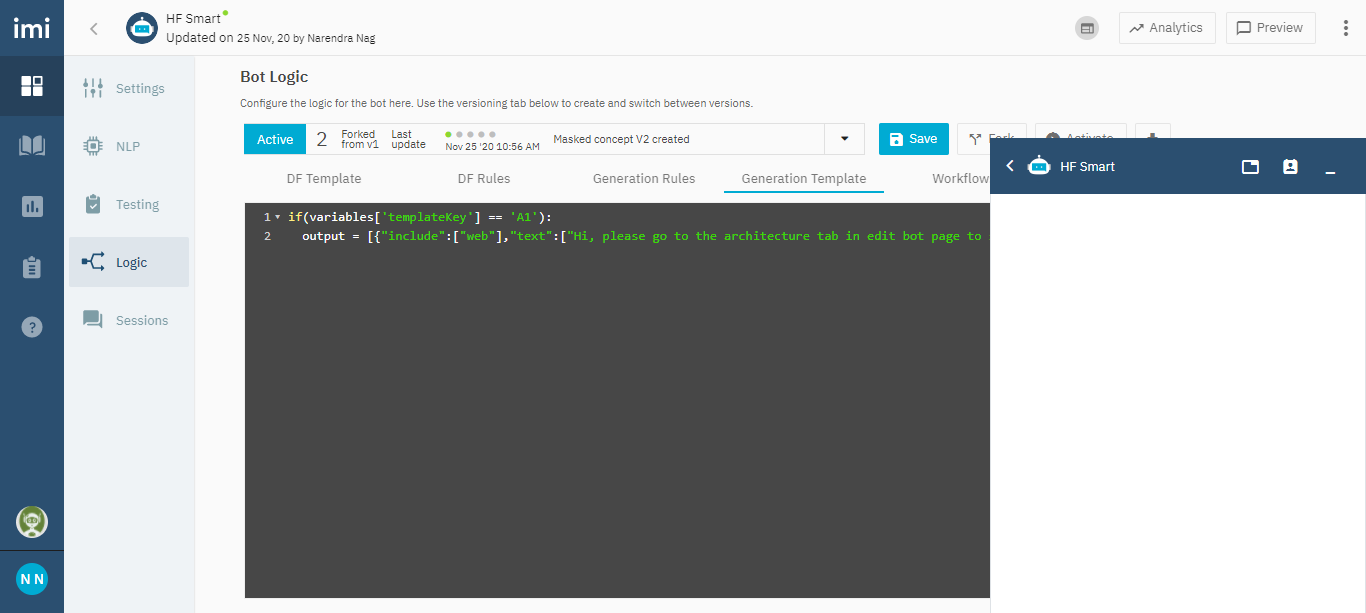 imi
HF Smart
Updated on 25 Nov, 20 by Narendra Nag
Analytics
Preview
Settings
NLP
Testing
Logic
Sessions
Bot Logic
Configure the logic for the bot here. Use the versioning tab below to create and switch between versions.
Active
2
Forked
from v1
Last
update
Nov 25 '20 10:56 AM
Masked concept V2 created
Save
Fork
Activate
DF Template
DF Rules
Generation Rules
Generation Template
Workflow
1 if(variables['templateKey'] == 'A1'):
2 output = [{"include":["web"],"text":["Hi, please go to the architecture tab in edit bot page to
HF Smart
?
N N